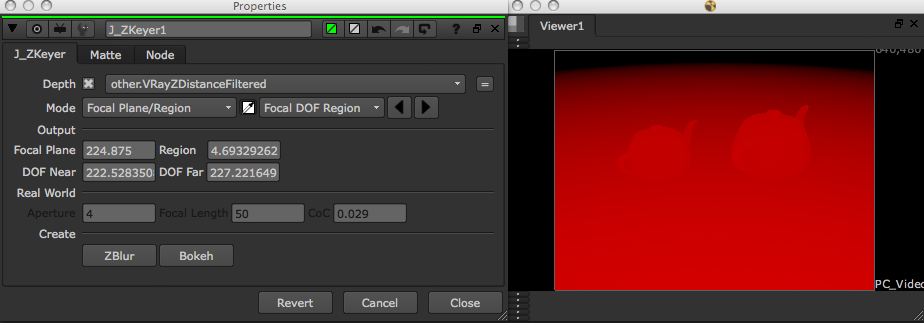 Properties
J_ZKeyer1
?
J_ZKeyer Matte Node
Depth other.VRayZDistanceFiltered =
Mode Focal Plane/Region Focal DOF Region
Output
Focal Plane 224.875 Region 4.69329262
DOF Near 222.528350 DOF Far 227.221649
Real World
Aperture 4 Focal Length 50 CoC 0.029
Create
ZBlur Bokeh
Revert Cancel Close
Viewer1
640,480
PC_Video